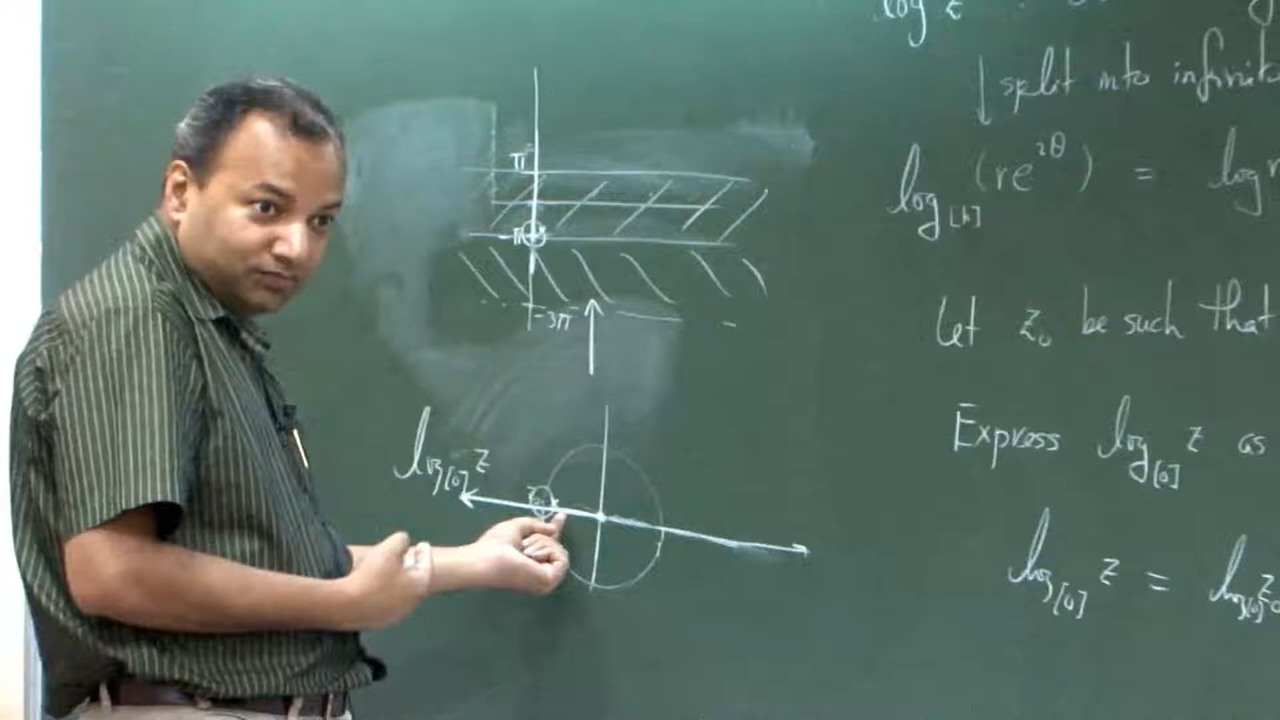 π
-π
-3π
log[0] z
log z
↓ split into infinit
log[k] (re^{iθ}) = log r
Let z₀ be such that
Express log[0] z as
log[0] z = log[0] z₀